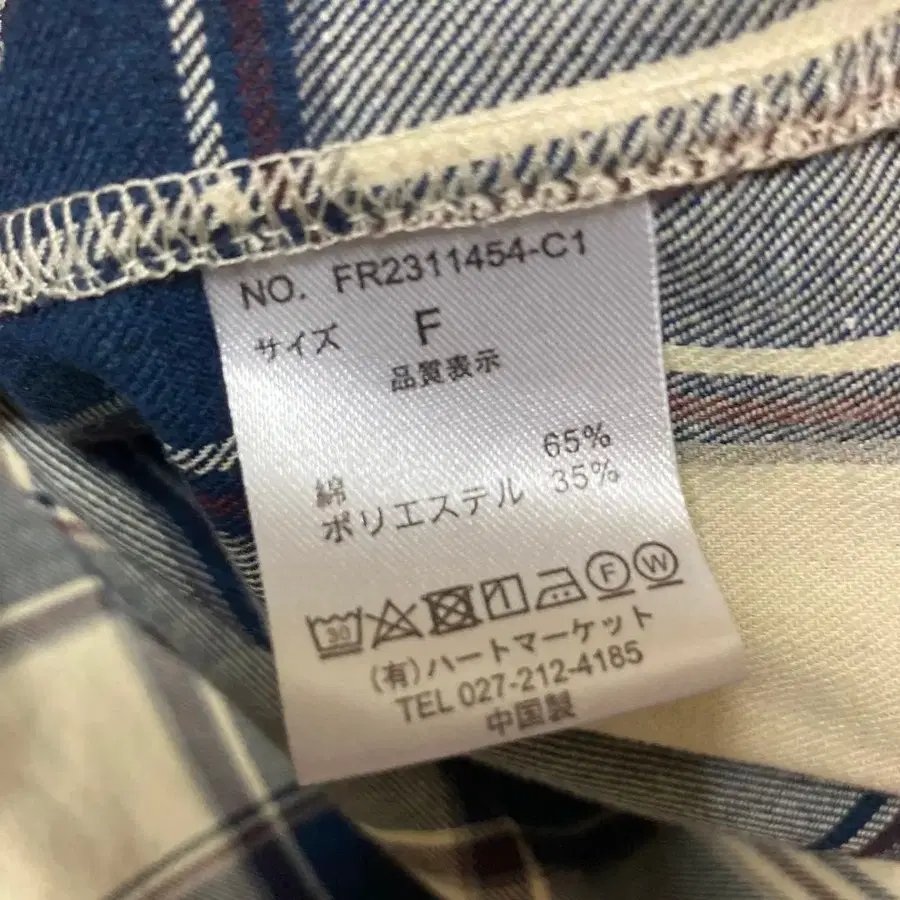 NO. FR2311454-C1
サイズ F
品質表示
綿 65%
ポリエステル 35%
30 F W
(有)ハートマーケット
TEL 027-212-4185
中国製